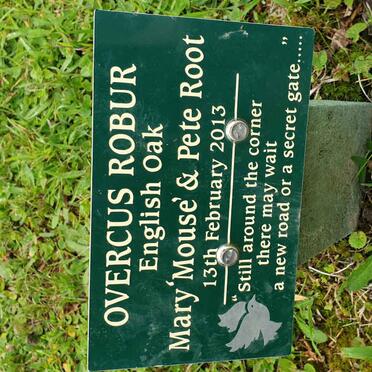 OVERCUS ROBUR
English Oak
Mary 'Mouse' & Pete Root
13th February 2013
"Still around the corner
there may wait
a new road or a secret gate....."